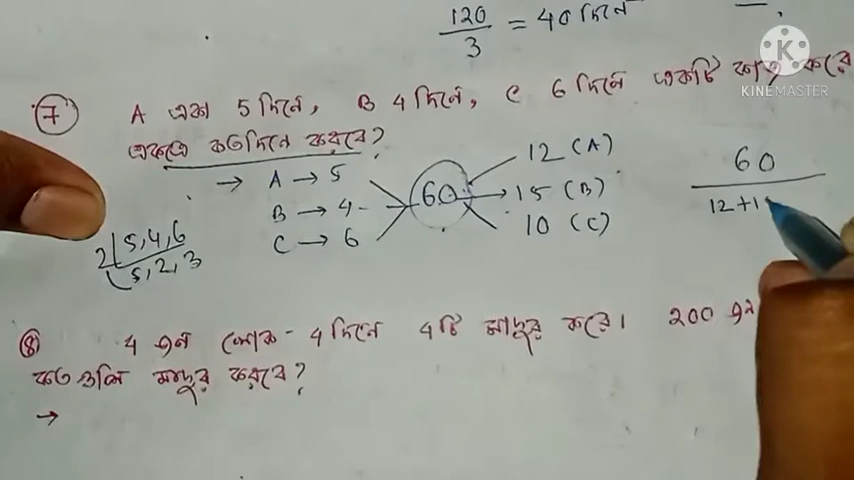 120
3
= 40 দিনে
KINEMASTER
7 A একা 5 দিনে, B 4 দিনে, C 6 দিনে একটি কাজ করে
একত্রে কতদিনে করবে?
→ A → 5
B → 4
C → 6
60
12 (A)
15 (B)
10 (C)
60
12+1
2 5,4,6
5,2,3
8 4 জন লোক 4 দিনে 4টি মাদুর করে। 200 জন
কতগুলি মাদুর করবে?
→